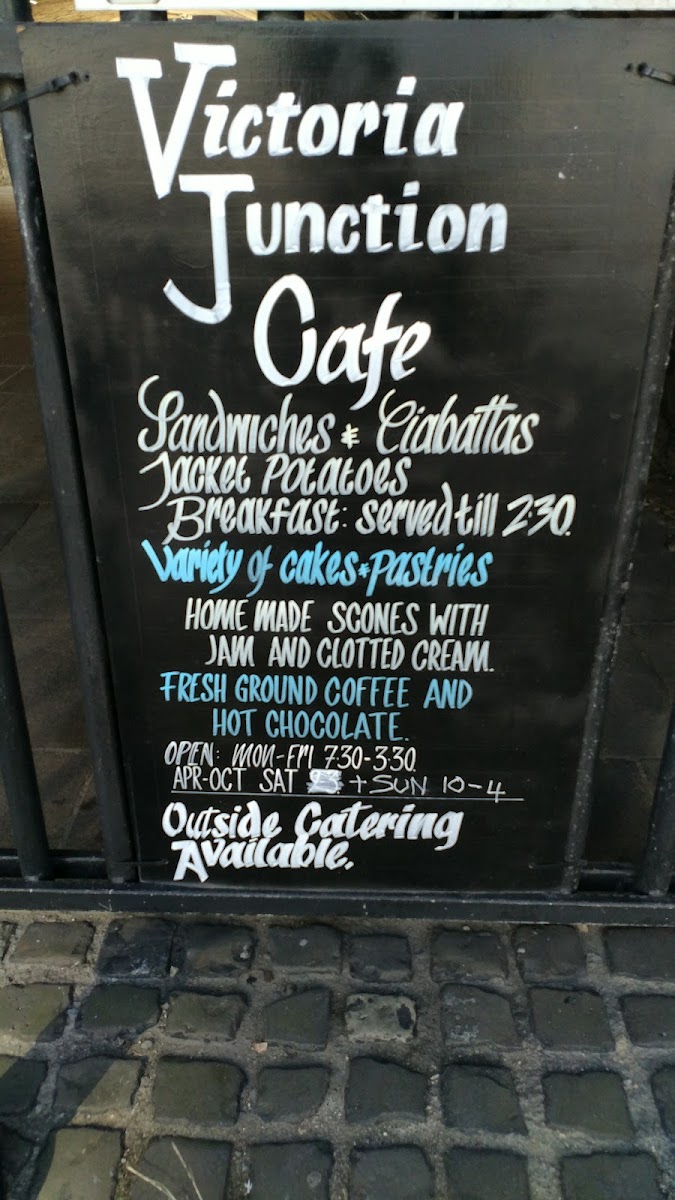 Victoria
Junction
Cafe
Sandwiches & Ciabattas
Jacket Potatoes
Breakfast: served till 2:30.
Variety of cakes & pastries
HOME MADE SCONES WITH
JAM AND CLOTTED CREAM.
FRESH GROUND COFFEE AND
HOT CHOCOLATE.
OPEN: MON-FRI 7.30-3.30.
APR-OCT SAT + SUN 10-4
Outside Catering
Available.